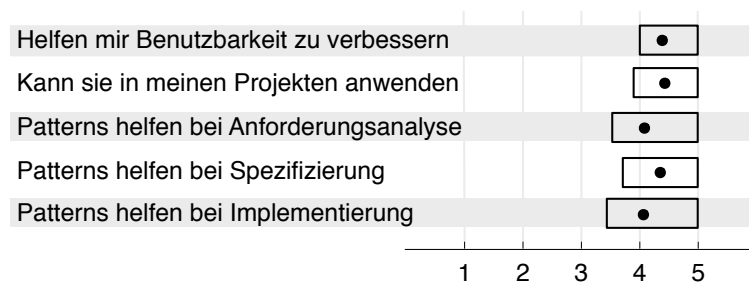 Helfen mir Benutzbarkeit zu verbessern
Kann sie in meinen Projekten anwenden
Patterns helfen bei Anforderungsanalyse
Patterns helfen bei Spezifizierung
Patterns helfen bei Implementierung
1 2 3 4 5